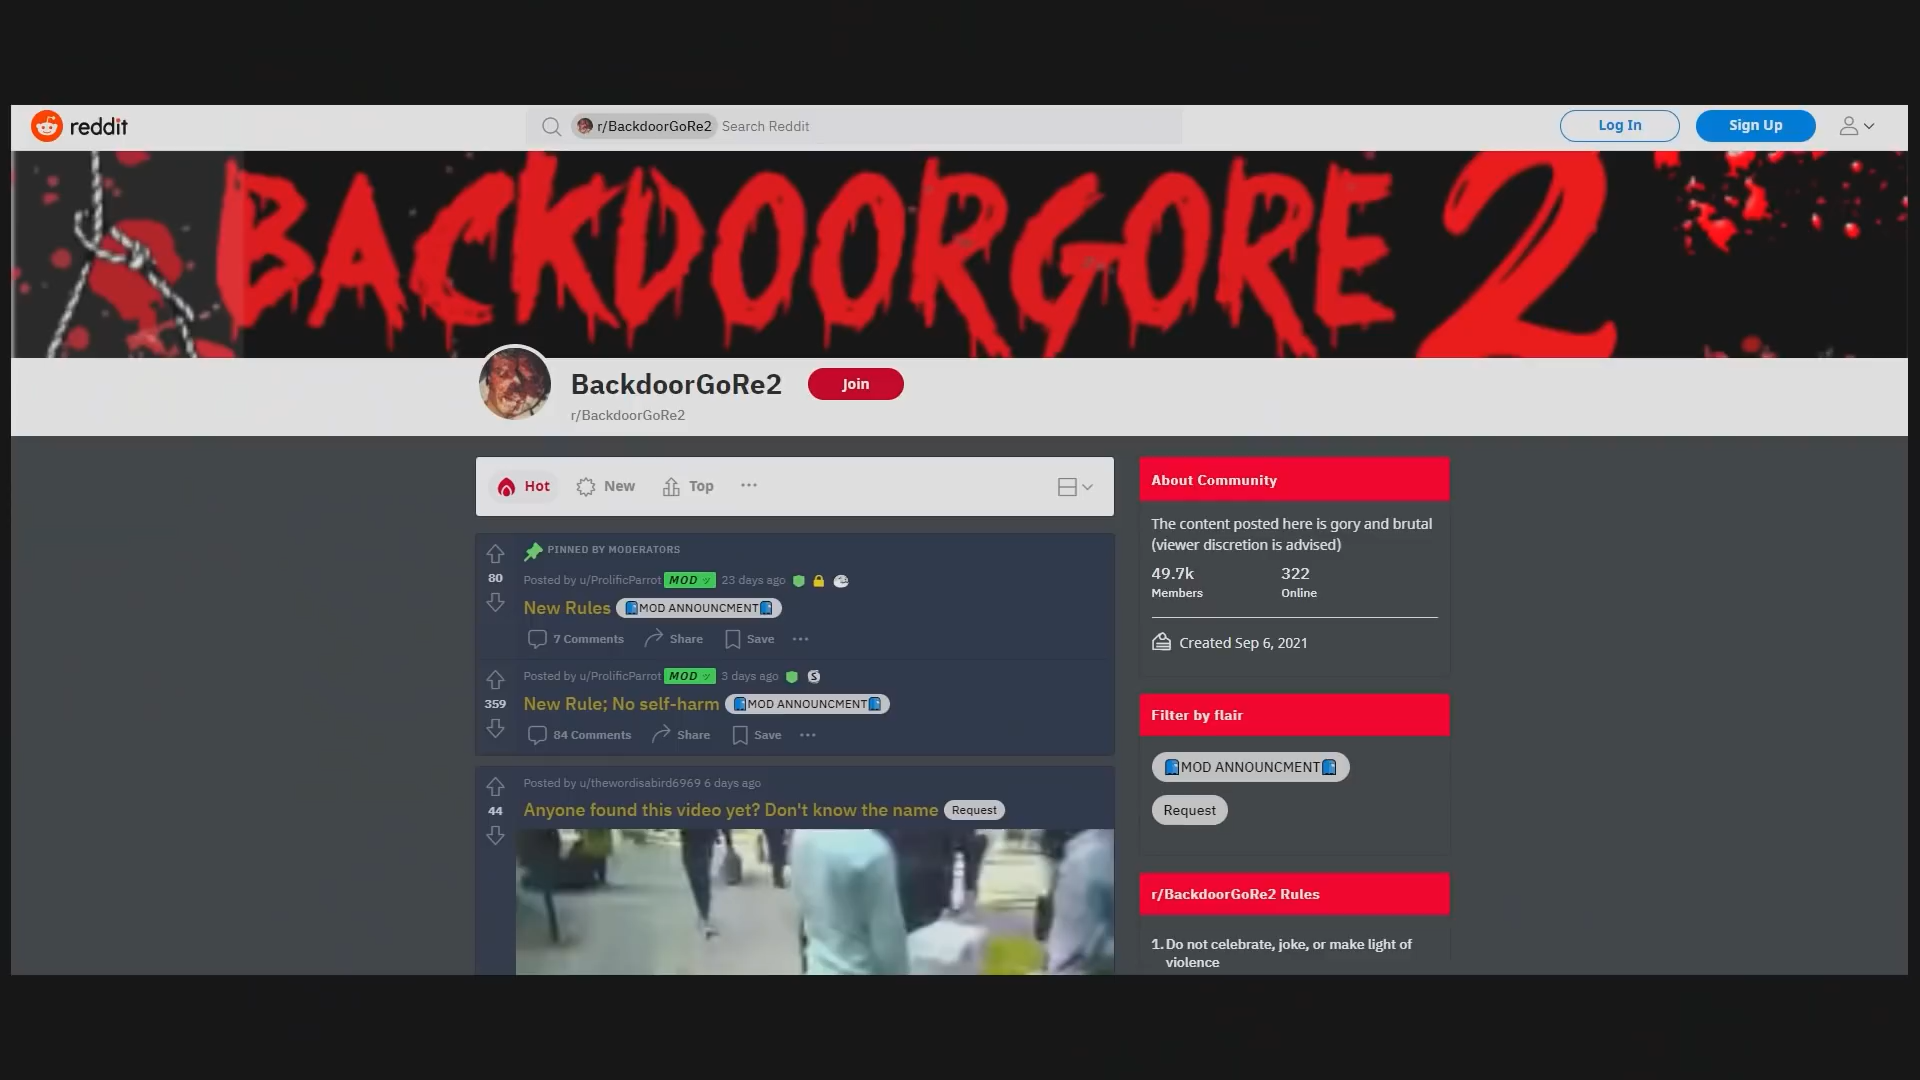 reddit
r/BackdoorGoRe2 Search Reddit
Log In
Sign Up
BACKDOORGORE 2
BackdoorGoRe2
Join
r/BackdoorGoRe2
Hot
New
Top
PINNED BY MODERATORS
80
Posted by u/ProlificParrot MOD ツ 23 days ago
New Rules MOD ANNOUNCMENT
7 Comments Share Save
Posted by u/ProlificParrot MOD ツ 3 days ago
359
New Rule; No self-harm MOD ANNOUNCMENT
84 Comments Share Save
Posted by u/thewordisabird6969 6 days ago
44
Anyone found this video yet? Don't know the name Request
About Community
The content posted here is gory and brutal
(viewer discretion is advised)
49.7k 322
Members Online
Created Sep 6, 2021
Filter by flair
MOD ANNOUNCMENT
Request
r/BackdoorGoRe2 Rules
1. Do not celebrate, joke, or make light of
violence